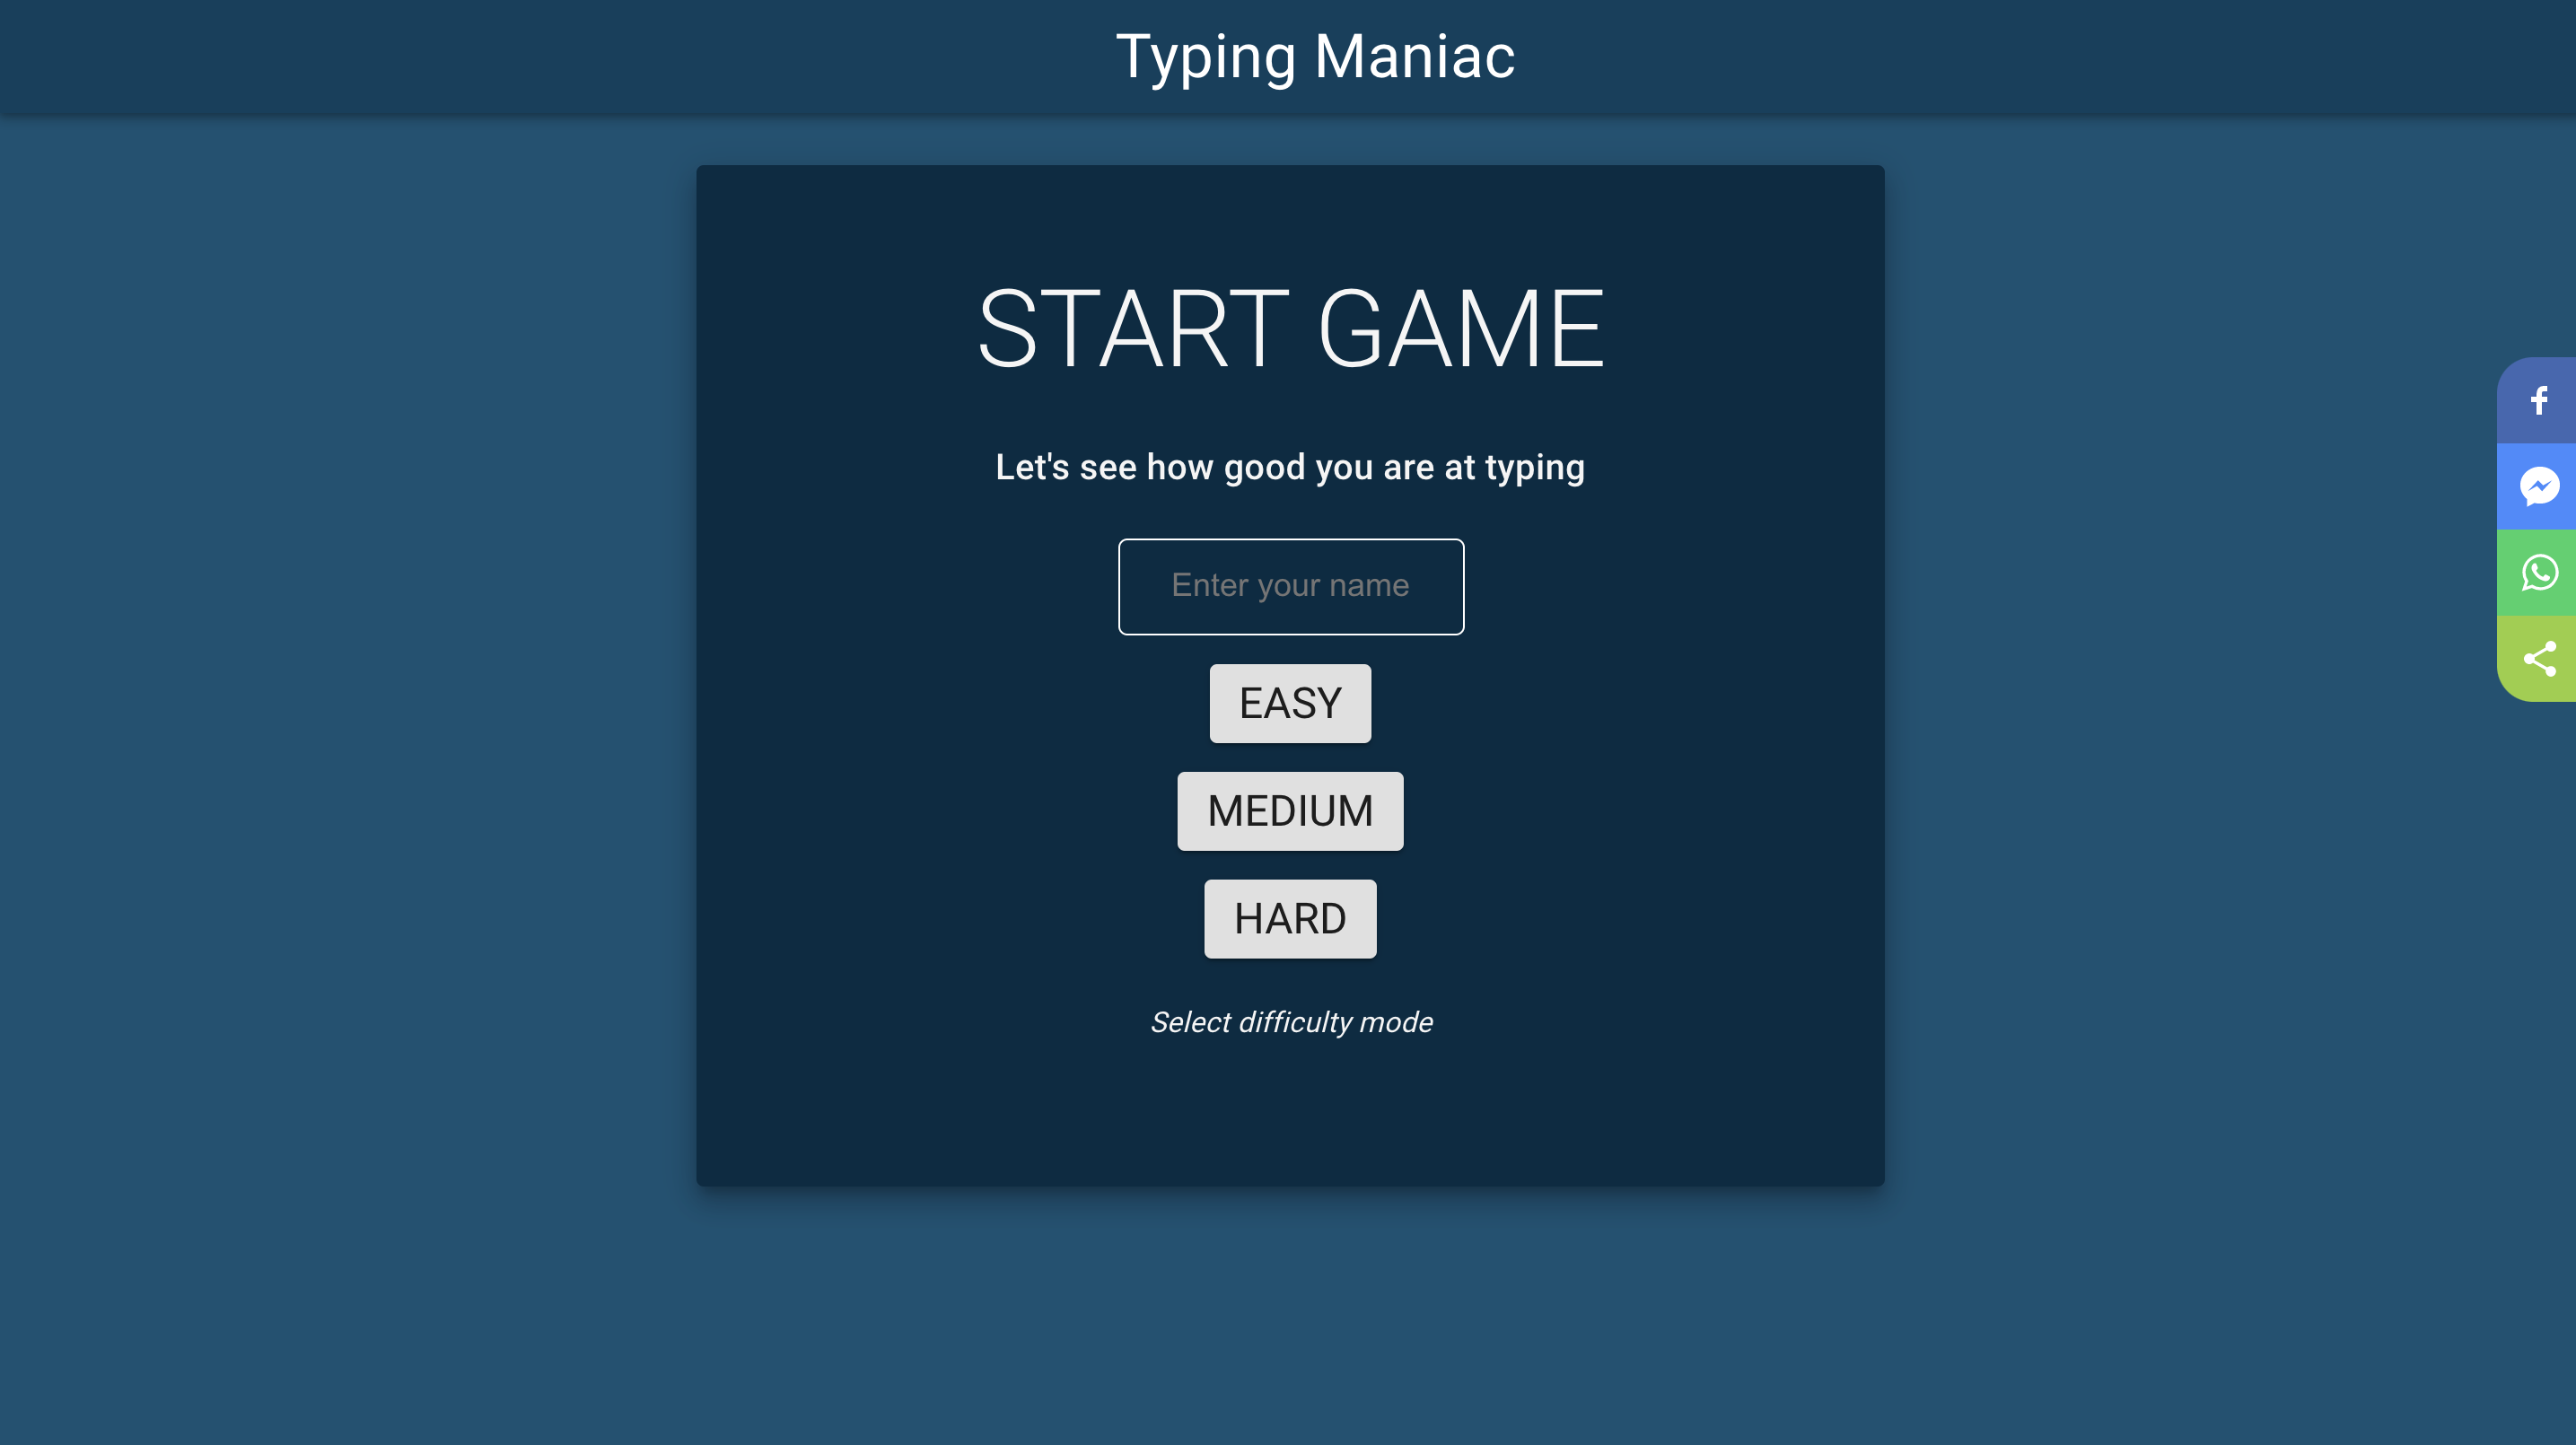 Typing Maniac
START GAME
Let's see how good you are at typing
Enter your name
EASY
MEDIUM
HARD
Select difficulty mode